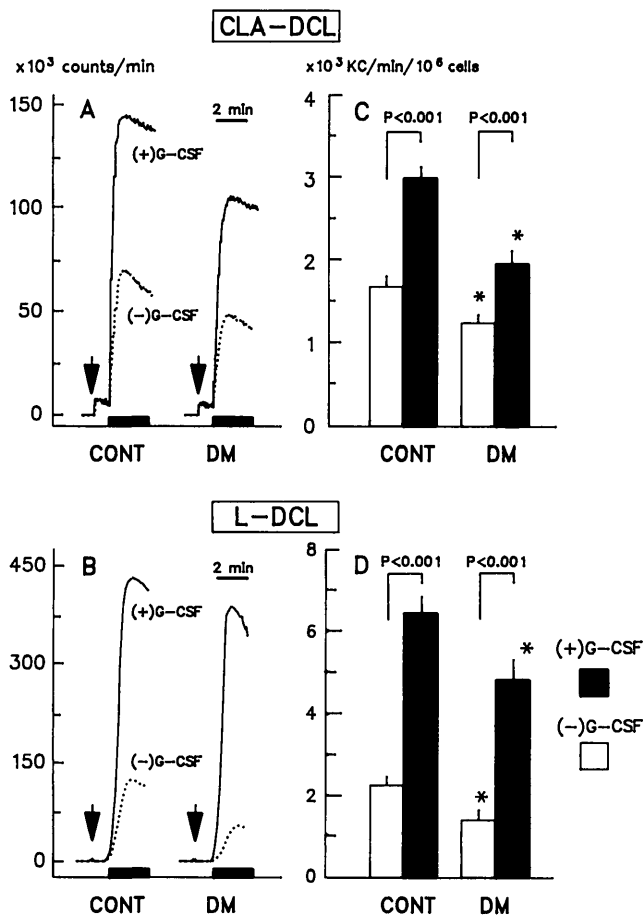 CLA-DCL
x10³ counts/min
x10³ KC/min/10⁶ cells
150
100
50
0
A
2 min
(+)G-CSF
(-)G-CSF
CONT
DM
4
3
2
1
0
C
P<0.001
P<0.001
*
*
CONT
DM
L-DCL
450
300
150
0
B
2 min
(+)G-CSF
(-)G-CSF
CONT
DM
8
6
4
2
0
D
P<0.001
P<0.001
*
*
CONT
DM
(+)G-CSF
(-)G-CSF